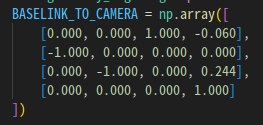 BASELINK_TO_CAMERA = np.array([
    [0.000, 0.000, 1.000, -0.060],
    [-1.000, 0.000, 0.000, 0.000],
    [0.000, -1.000, 0.000, 0.244],
    [0.000, 0.000, 0.000, 1.000]
])